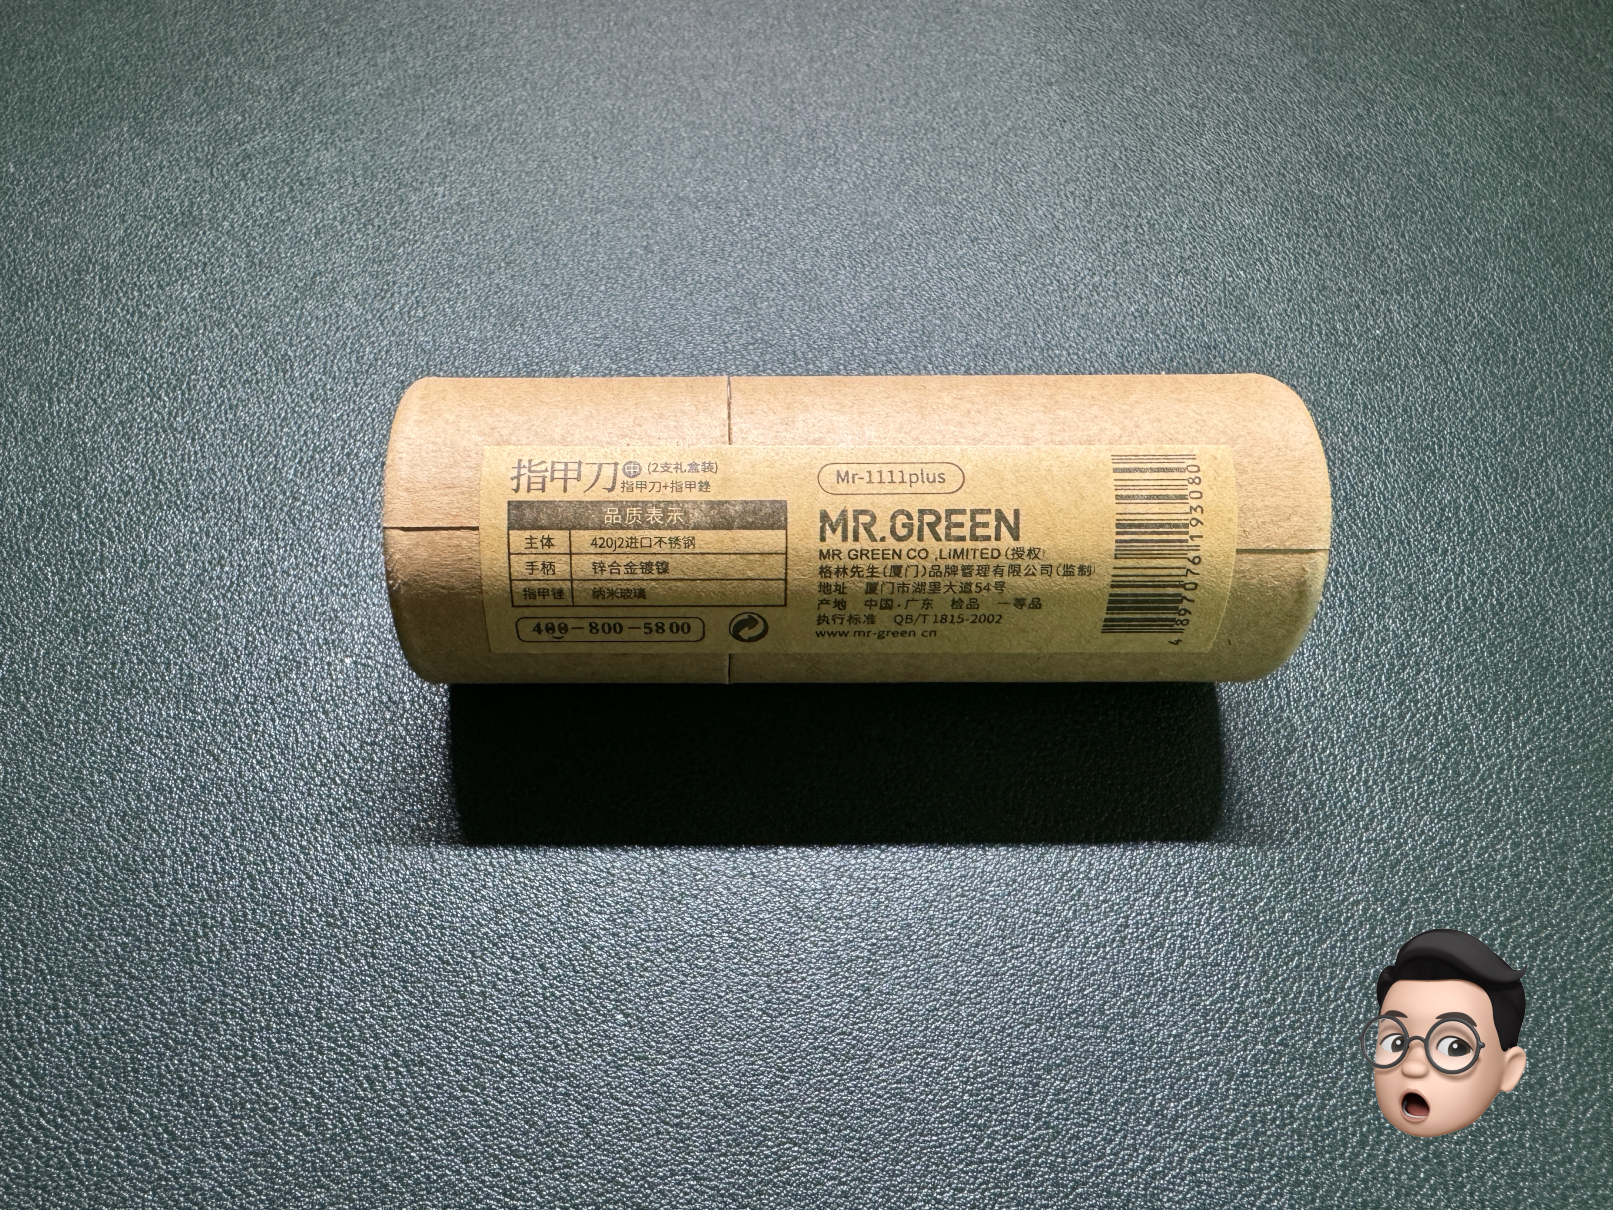 指甲刀 中 (2支礼盒装)
指甲刀+指甲锉
品质表示
主体 420j2进口不锈钢
手柄 锌合金镀镍
指甲锉 纳米玻璃
400-800-5800
Mr-1111plus
MR.GREEN
MR GREEN CO ,LIMITED (授权)
格林先生(厦门)品牌管理有限公司(监制)
地址 厦门市湖里大道54号
产地 中国·广东 检品 一等品
执行标准 QB/T 1815-2002
www.mr-green cn
4 897076 193080